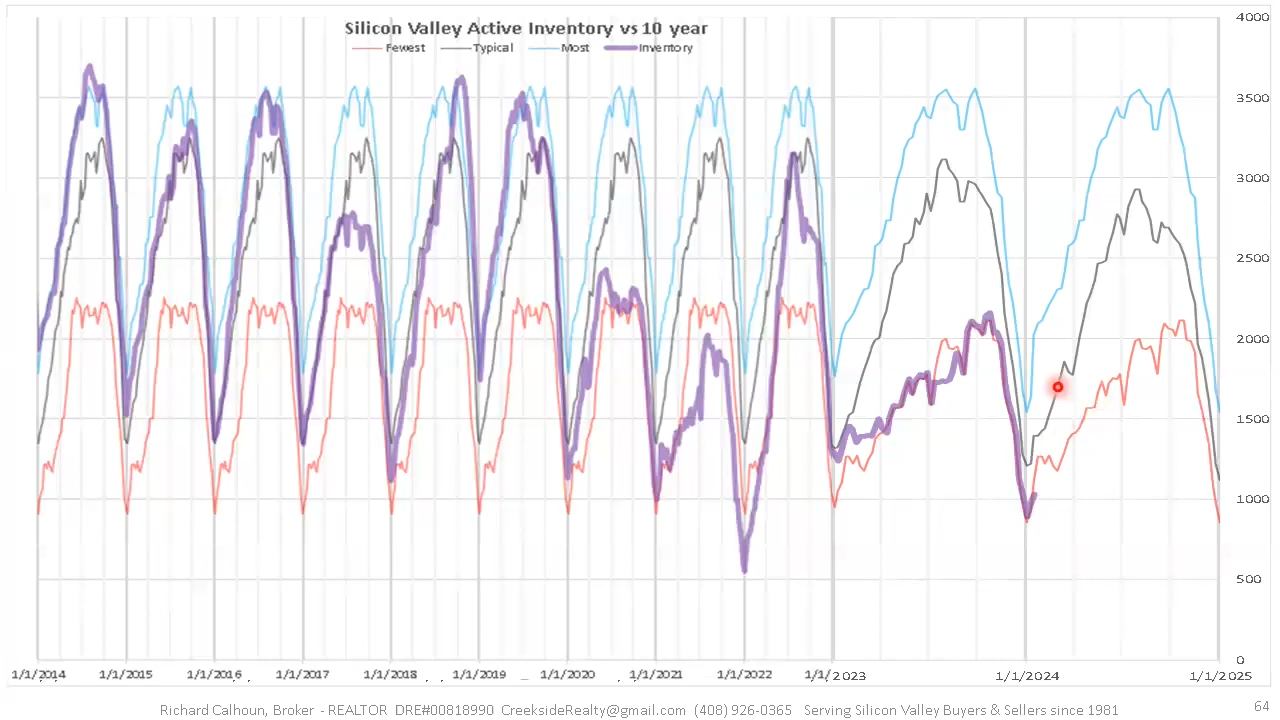 Silicon Valley Active Inventory vs 10 year
Fewest Typical Most Inventory
4000
3500
3000
2500
2000
1500
1000
500
0
1/1/2014 1/1/2015 1/1/2016 1/1/2017 1/1/2018 1/1/2019 1/1/2020 1/1/2021 1/1/2022 1/1/2023 1/1/2024 1/1/2025
Richard Calhoun, Broker - REALTOR DRE#00818990 CreeksideRealty@gmail.com (408) 926-0365 Serving Silicon Valley Buyers & Sellers since 1981
64